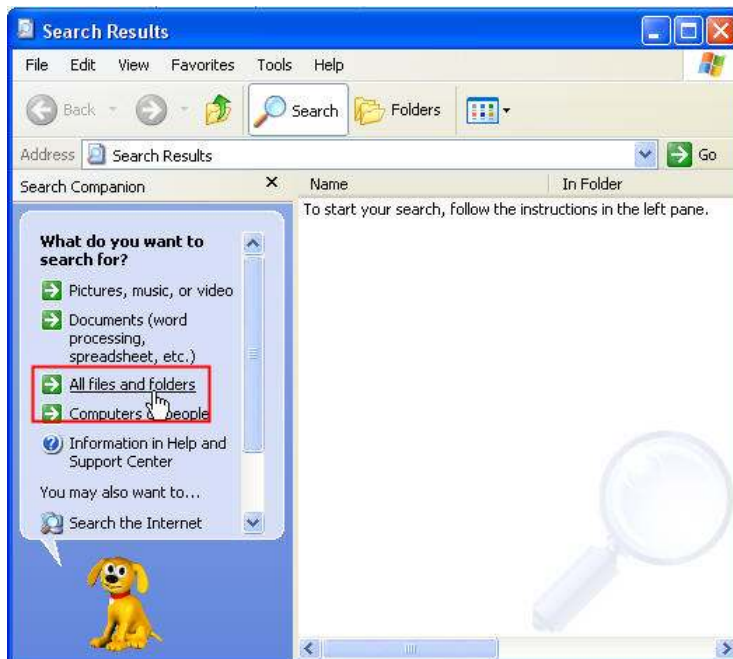 Search Results
File Edit View Favorites Tools Help
Back Search Folders
Address Search Results Go
Search Companion
What do you want to
search for?
Pictures, music, or video
Documents (word
processing,
spreadsheet, etc.)
All files and folders
Computers people
Information in Help and
Support Center
You may also want to...
Search the Internet
Name In Folder
To start your search, follow the instructions in the left pane.